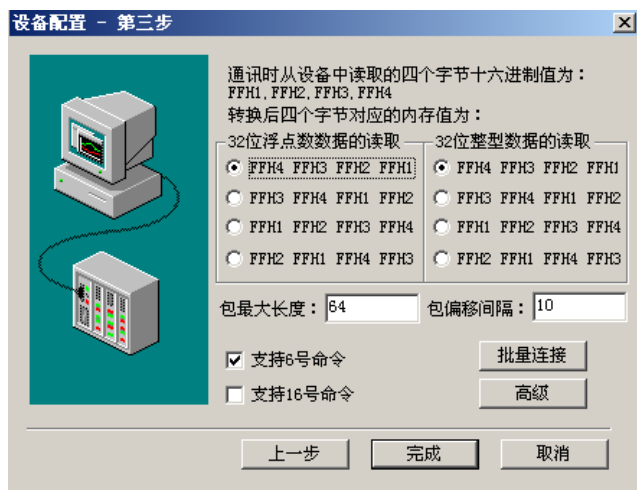 设备配置 - 第三步
通讯时从设备中读取的四个字节十六进制值为：
FFH1, FFH2, FFH3, FFH4
转换后四个字节对应的内存值为：
32位浮点数数据的读取 32位整型数据的读取
FFH4 FFH3 FFH2 FFH1 FFH4 FFH3 FFH2 FFH1
FFH3 FFH4 FFH1 FFH2 FFH3 FFH4 FFH1 FFH2
FFH1 FFH2 FFH3 FFH4 FFH1 FFH2 FFH3 FFH4
FFH2 FFH1 FFH4 FFH3 FFH2 FFH1 FFH4 FFH3
包最大长度：64 包偏移间隔：10
支持6号命令 批量连接
支持16号命令 高级
上一步 完成 取消